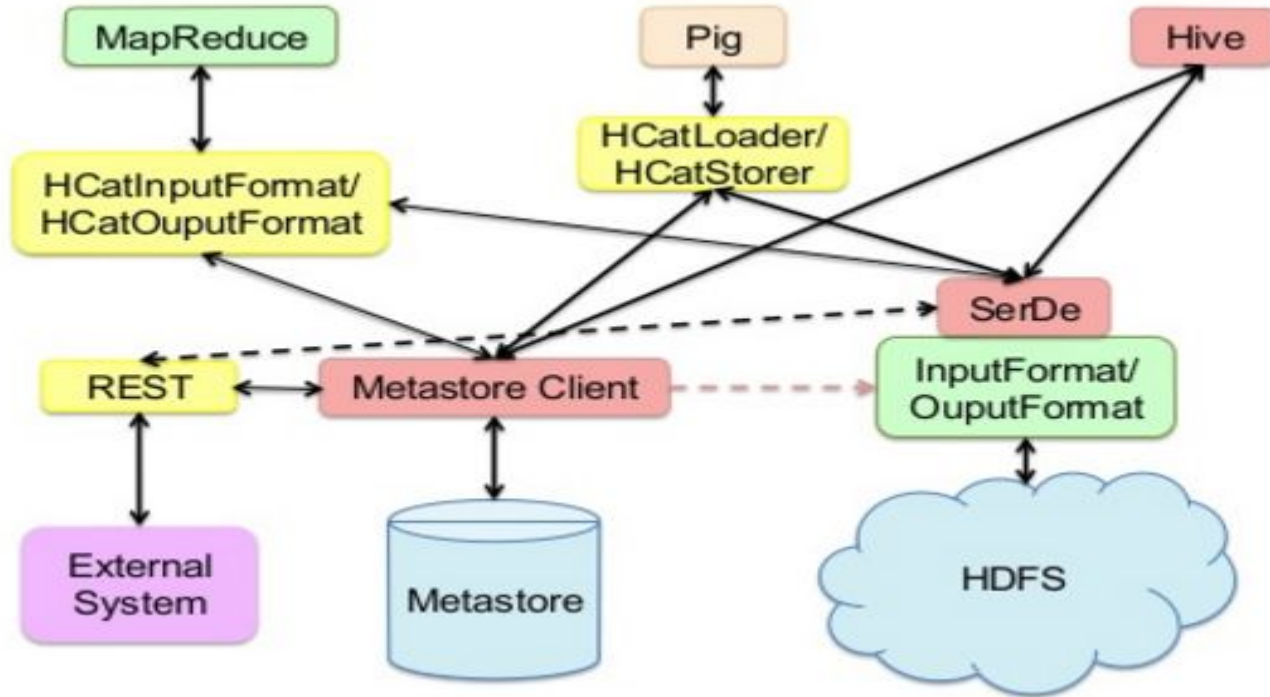 MapReduce
Pig
Hive
HCatInputFormat/
HCatOuputFormat
HCatLoader/
HCatStorer
SerDe
REST
Metastore Client
InputFormat/
OuputFormat
External
System
Metastore
HDFS